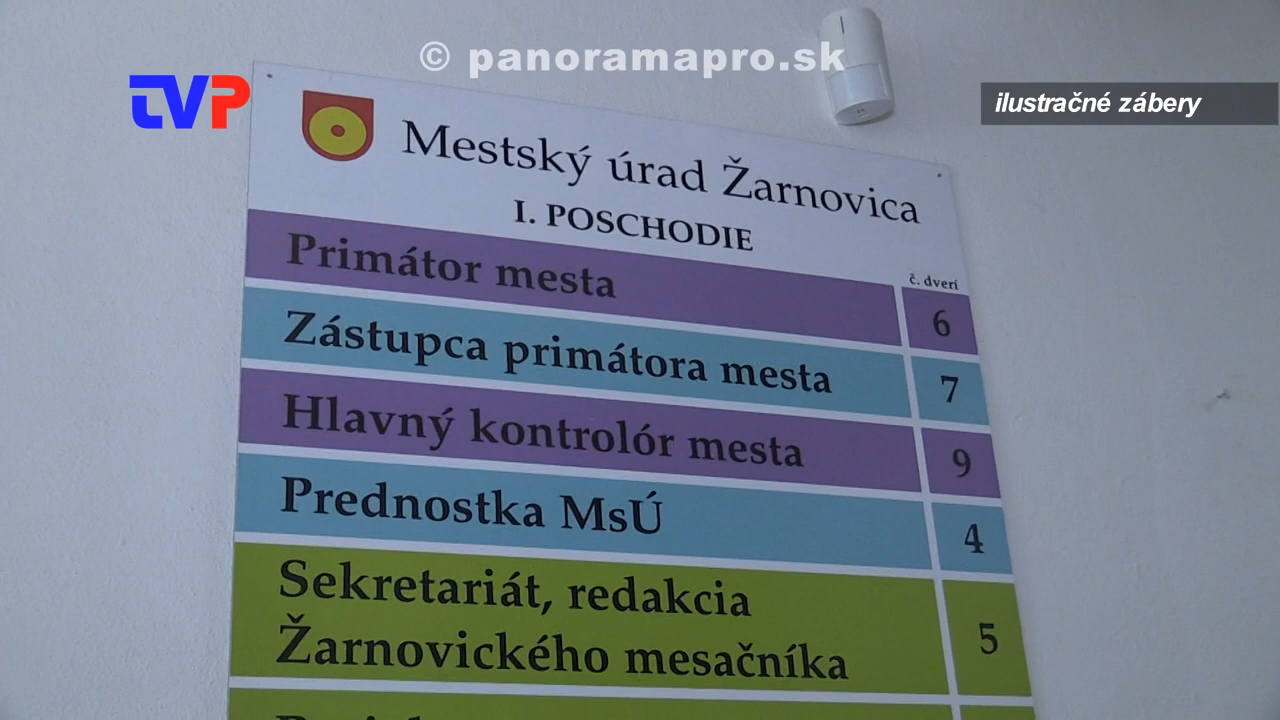 © panoramapro.sk
TVP
ilustračné zábery
Mestský úrad Žarnovica
I. POSCHODIE
č. dverí
Primátor mesta 6
Zástupca primátora mesta 7
Hlavný kontrolór mesta 9
Prednostka MsÚ 4
Sekretariát, redakcia
Žarnovického mesačníka 5